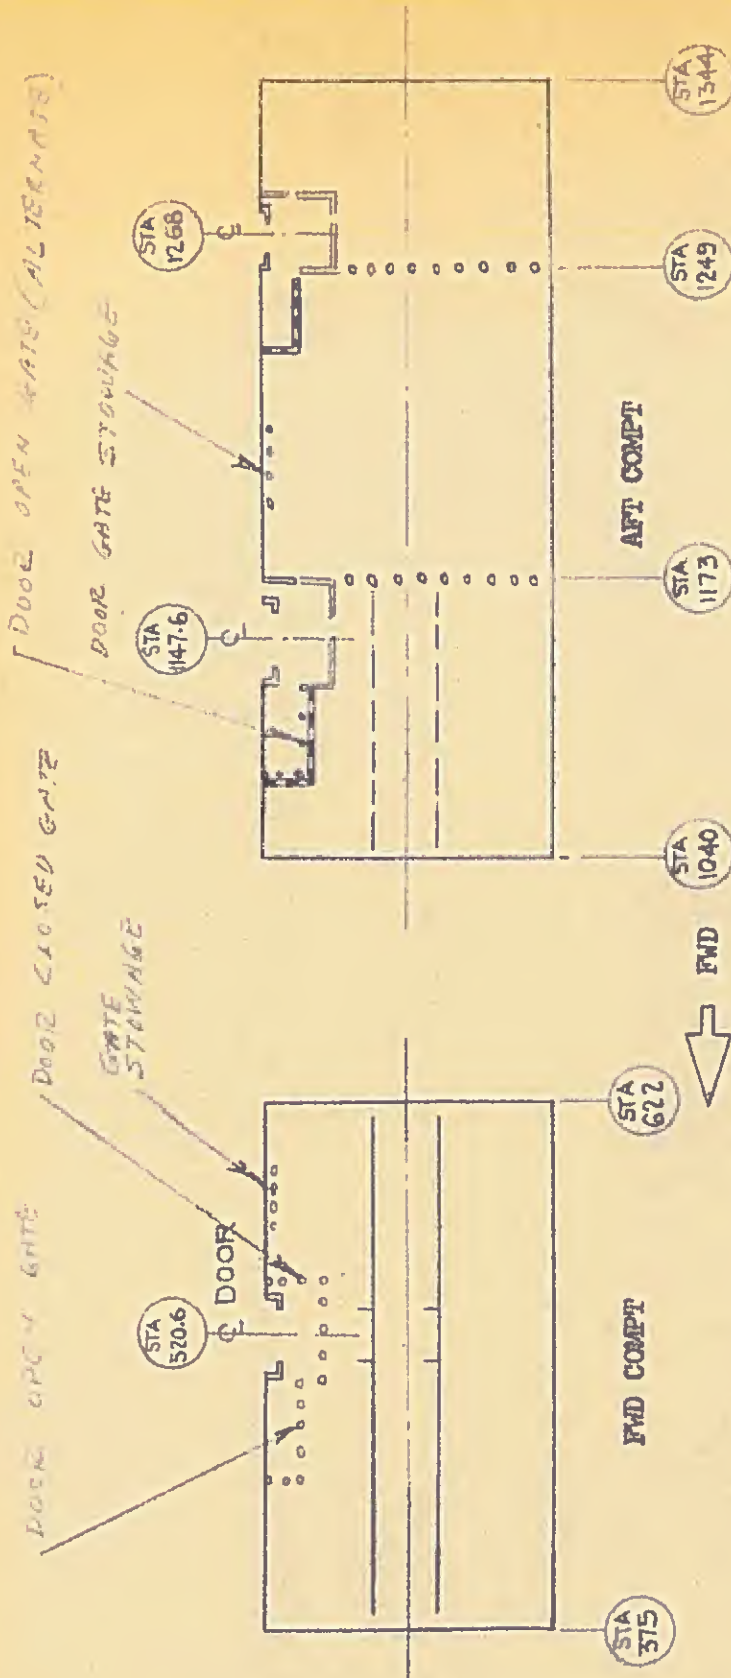 DOOR OPEN GATE
DOOR CLOSED GATE
GATE
STOWAGE
DOOR OPEN GATE (ALTERNATE)
DOOR GATE STOWAGE
STA
520.6
C
L
DOOR
STA
1147.6
C
L
STA
1268
C
L
FWD COMPT
AFT COMPT
STA
375
STA
622
FWD
STA
1040
STA
1173
STA
1249
STA
1344